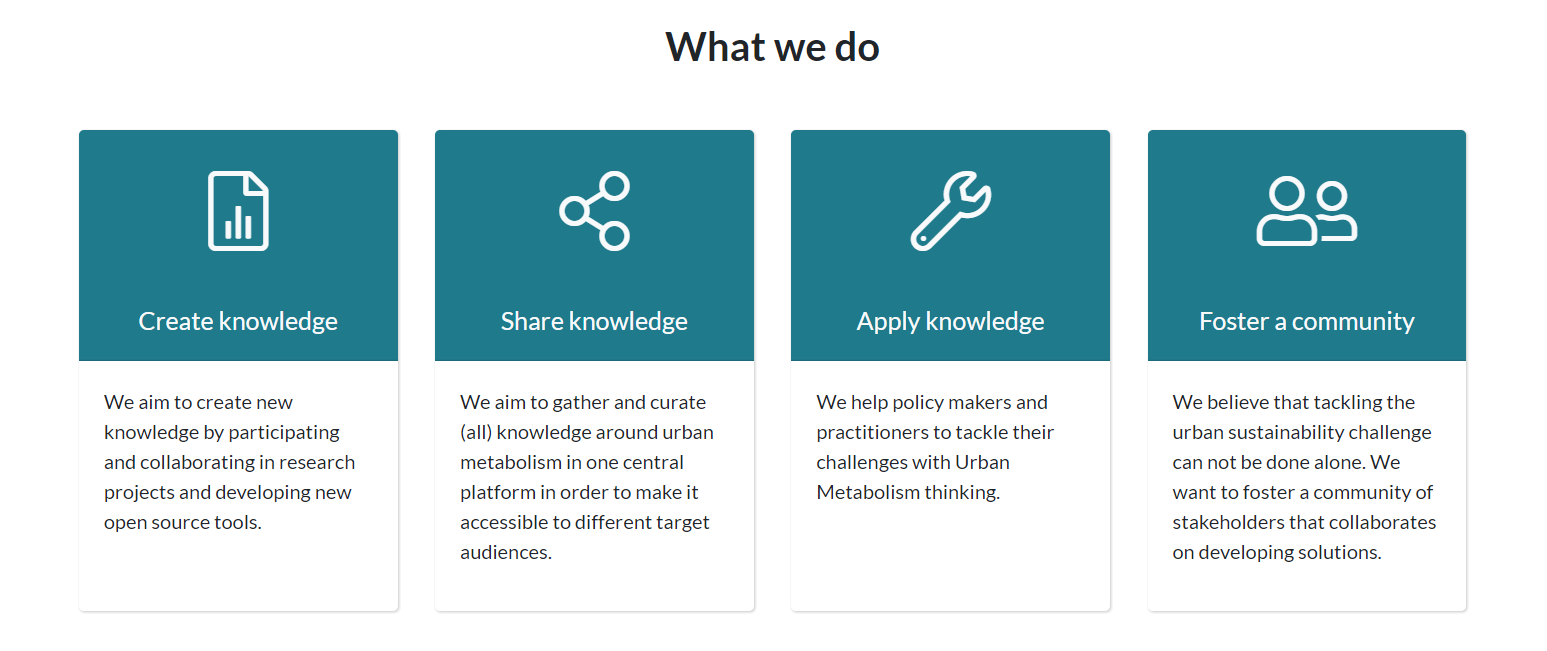 What we do
Create knowledge
We aim to create new
knowledge by participating
and collaborating in research
projects and developing new
open source tools.
Share knowledge
We aim to gather and curate
(all) knowledge around urban
metabolism in one central
platform in order to make it
accessible to different target
audiences.
Apply knowledge
We help policy makers and
practitioners to tackle their
challenges with Urban
Metabolism thinking.
Foster a community
We believe that tackling the
urban sustainability challenge
can not be done alone. We
want to foster a community of
stakeholders that collaborates
on developing solutions.